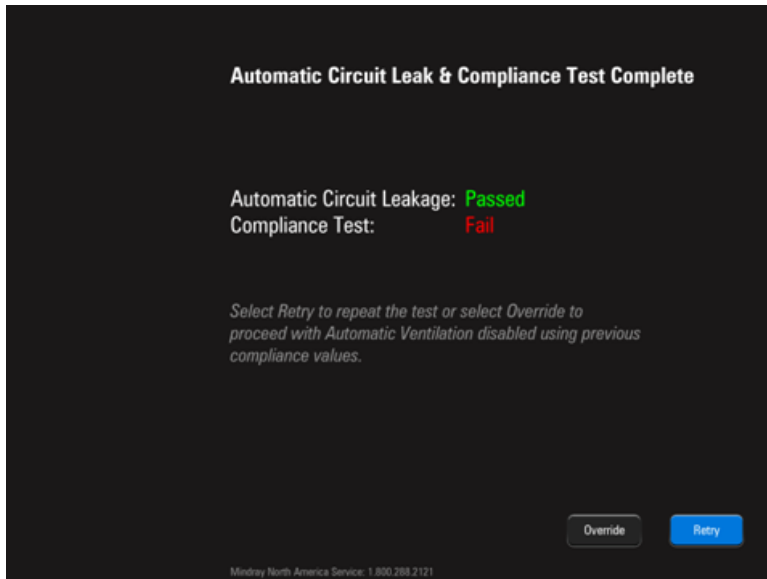 Automatic Circuit Leak & Compliance Test Complete
Automatic Circuit Leakage: Passed
Compliance Test: Fail
Select Retry to repeat the test or select Override to
proceed with Automatic Ventilation disabled using previous
compliance values.
Override Retry
Mindray North America Service: 1.800.288.2121